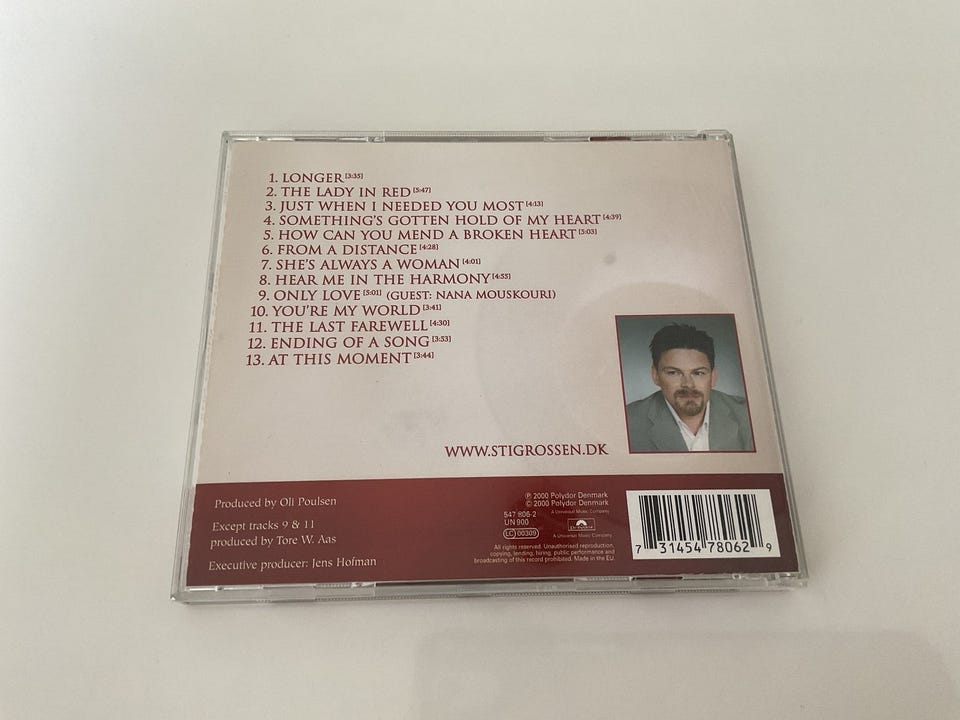 1. LONGER [3:35]
2. THE LADY IN RED [5:47]
3. JUST WHEN I NEEDED YOU MOST [4:13]
4. SOMETHING'S GOTTEN HOLD OF MY HEART [4:39]
5. HOW CAN YOU MEND A BROKEN HEART [5:03]
6. FROM A DISTANCE [4:28]
7. SHE'S ALWAYS A WOMAN [4:01]
8. HEAR ME IN THE HARMONY [4:55]
9. ONLY LOVE [5:01] (GUEST: NANA MOUSKOURI)
10. YOU'RE MY WORLD [3:41]
11. THE LAST FAREWELL [4:30]
12. ENDING OF A SONG [3:53]
13. AT THIS MOMENT [3:44]
WWW.STIGROSSEN.DK
Produced by Oli Poulsen
Except tracks 9 & 11
produced by Tore W. Aas
Executive producer: Jens Hofman
℗ 2000 Polydor Denmark
© 2000 Polydor Denmark
A Universal Music Company
547 806-2
UN 900
LC 00309
Polydor
A Universal Music Company
All rights reserved. Unauthorised reproduction,
copying, lending, hiring, public performance and
broadcasting of this record prohibited. Made in the EU.
7 31454 78062 9